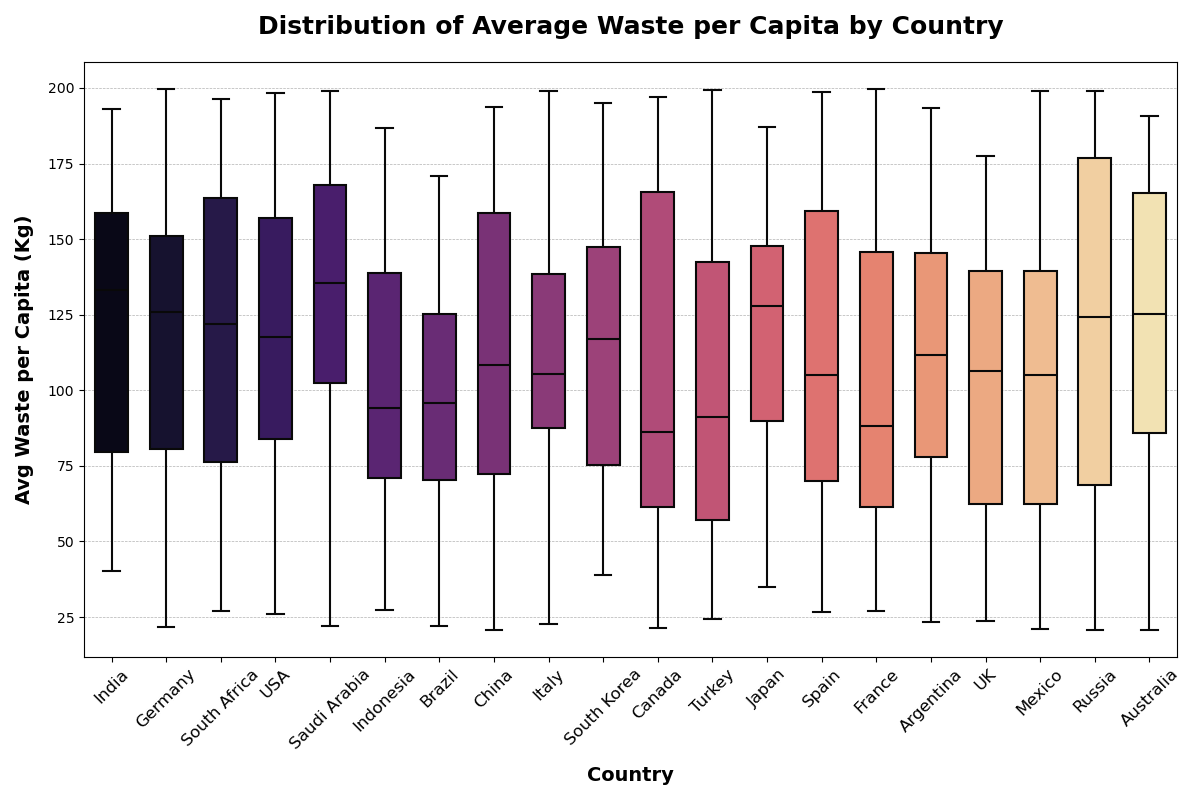 Distribution of Average Waste per Capita by Country
Avg Waste per Capita (Kg)
200
175
150
125
100
75
50
25
India
Germany
South Africa
USA
Saudi Arabia
Indonesia
Brazil
China
Italy
South Korea
Canada
Turkey
Japan
Spain
France
Argentina
UK
Mexico
Russia
Australia
Country